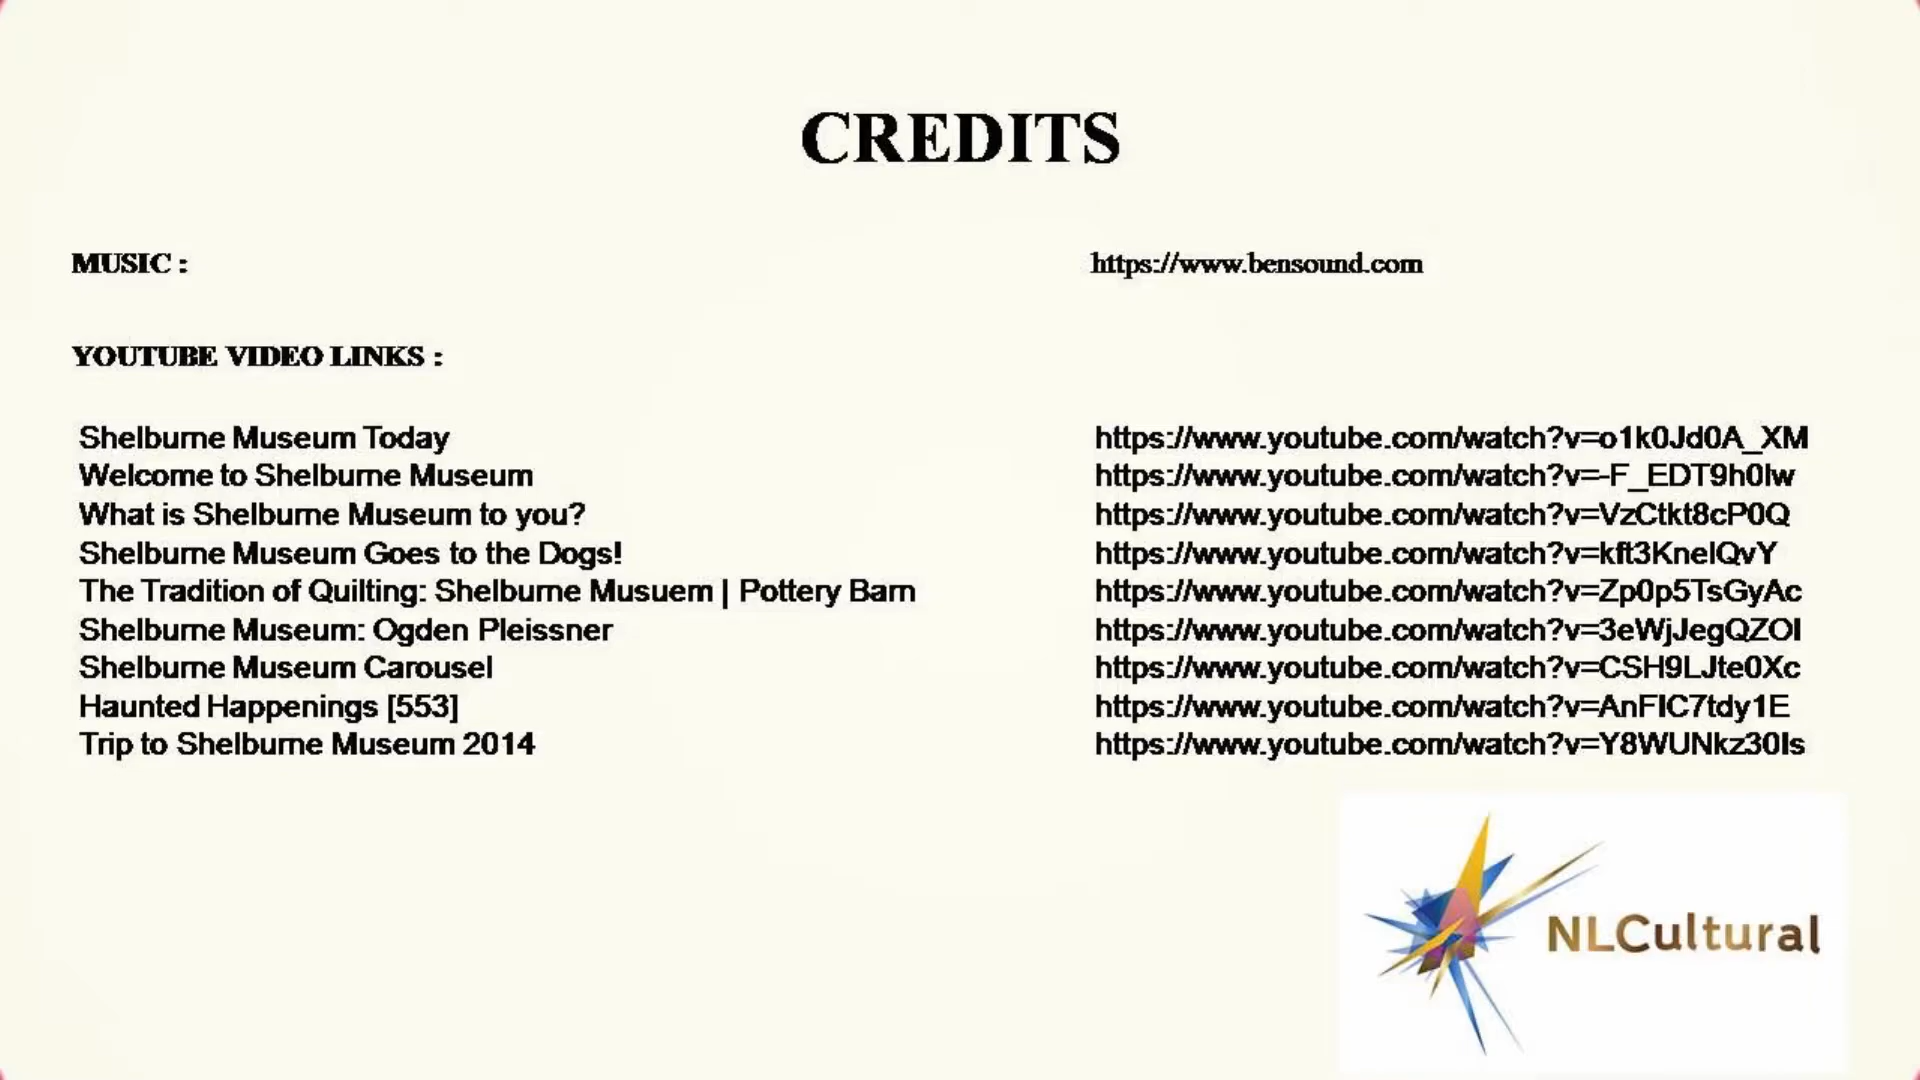 CREDITS
MUSIC : https://www.bensound.com
YOUTUBE VIDEO LINKS :
Shelburne Museum Today https://www.youtube.com/watch?v=o1k0Jd0A_XM
Welcome to Shelburne Museum https://www.youtube.com/watch?v=-F_EDT9h0lw
What is Shelburne Museum to you? https://www.youtube.com/watch?v=VzCtkt8cP0Q
Shelburne Museum Goes to the Dogs! https://www.youtube.com/watch?v=kft3KnelQvY
The Tradition of Quilting: Shelburne Musuem | Pottery Barn https://www.youtube.com/watch?v=Zp0p5TsGyAc
Shelburne Museum: Ogden Pleissner https://www.youtube.com/watch?v=3eWjJegQZOI
Shelburne Museum Carousel https://www.youtube.com/watch?v=CSH9LJte0Xc
Haunted Happenings [553] https://www.youtube.com/watch?v=AnFIC7tdy1E
Trip to Shelburne Museum 2014 https://www.youtube.com/watch?v=Y8WUNkz30Is
NLCultural